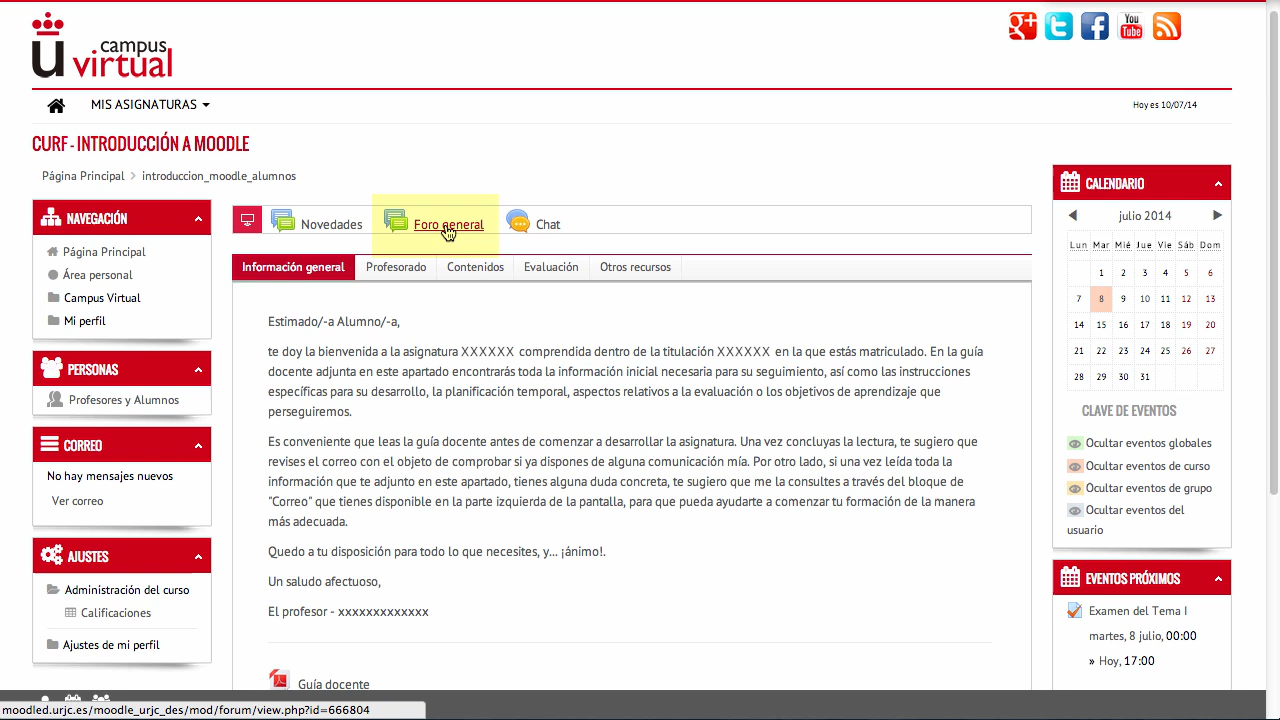 campus
virtual
You
Tube
MIS ASIGNATURAS
Hoy es 10/07/14
CURF - INTRODUCCIÓN A MOODLE
Página Principal
introduccion_moodle_alumnos
NAVEGACIÓN
Página Principal
Área personal
Campus Virtual
Mi perfil
PERSONAS
Profesores y Alumnos
CORREO
No hay mensajes nuevos
Ver correo
AJUSTES
Administración del curso
Calificaciones
Ajustes de mi perfil
Novedades
Foro general
Chat
Información general
Profesorado
Contenidos
Evaluación
Otros recursos
Estimado/-a Alumno/-a,
te doy la bienvenida a la asignatura XXXXXX comprendida dentro de la titulación XXXXXX en la que estás matriculado. En la guía
docente adjunta en este apartado encontrarás toda la información inicial necesaria para su seguimiento, así como las instrucciones
específicas para su desarrollo, la planificación temporal, aspectos relativos a la evaluación o los objetivos de aprendizaje que
perseguiremos.
Es conveniente que leas la guía docente antes de comenzar a desarrollar la asignatura. Una vez concluyas la lectura, te sugiero que
revises el correo con el objeto de comprobar si ya dispones de alguna comunicación mía. Por otro lado, si una vez leída toda la
información que te adjunto en este apartado, tienes alguna duda concreta, te sugiero que me la consultes a través del bloque de
"Correo" que tienes disponible en la parte izquierda de la pantalla, para que pueda ayudarte a comenzar tu formación de la manera
más adecuada.
Quedo a tu disposición para todo lo que necesites, y... ¡ánimo!.
Un saludo afectuoso,
El profesor - xxxxxxxxxxxxx
Guía docente
CALENDARIO
julio 2014
Lun Mar Mié Jue Vie Sáb Dom
1 2 3 4 5 6
7 8 9 10 11 12 13
14 15 16 17 18 19 20
21 22 23 24 25 26 27
28 29 30 31
CLAVE DE EVENTOS
Ocultar eventos globales
Ocultar eventos de curso
Ocultar eventos de grupo
Ocultar eventos del
usuario
EVENTOS PRÓXIMOS
Examen del Tema I
martes, 8 julio, 00:00
» Hoy, 17:00
moodled.urjc.es/moodle_urjc_des/mod/forum/view.php?id=666804